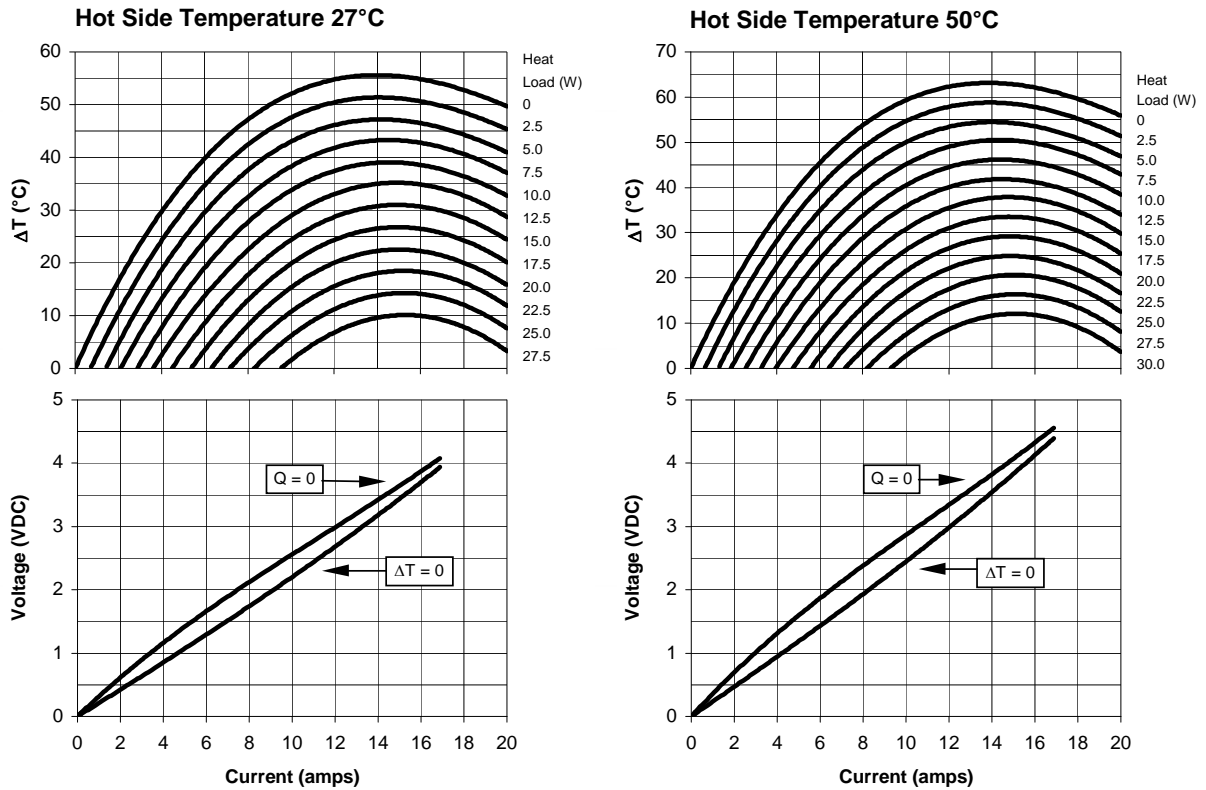 Hot Side Temperature 27°C
60
50
40
30
20
10
0
ΔT (°C)
Heat
Load (W)
0
2.5
5.0
7.5
10.0
12.5
15.0
17.5
20.0
22.5
25.0
27.5
5
4
3
2
1
0
Voltage (VDC)
Q = 0
ΔT = 0
0 2 4 6 8 10 12 14 16 18 20
Current (amps)
Hot Side Temperature 50°C
70
60
50
40
30
20
10
0
ΔT (°C)
Heat
Load (W)
0
2.5
5.0
7.5
10.0
12.5
15.0
17.5
20.0
22.5
25.0
27.5
30.0
5
4
3
2
1
0
Voltage (VDC)
Q = 0
ΔT = 0
0 2 4 6 8 10 12 14 16 18 20
Current (amps)